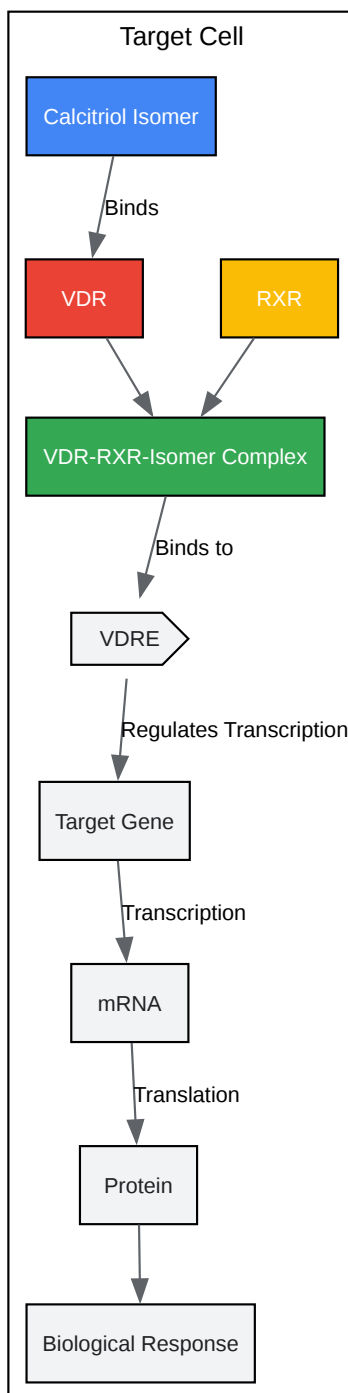 Target Cell
Calcitriol Isomer
Binds
VDR
RXR
VDR-RXR-Isomer Complex
Binds to
VDRE
Regulates Transcription
Target Gene
Transcription
mRNA
Translation
Protein
Biological Response